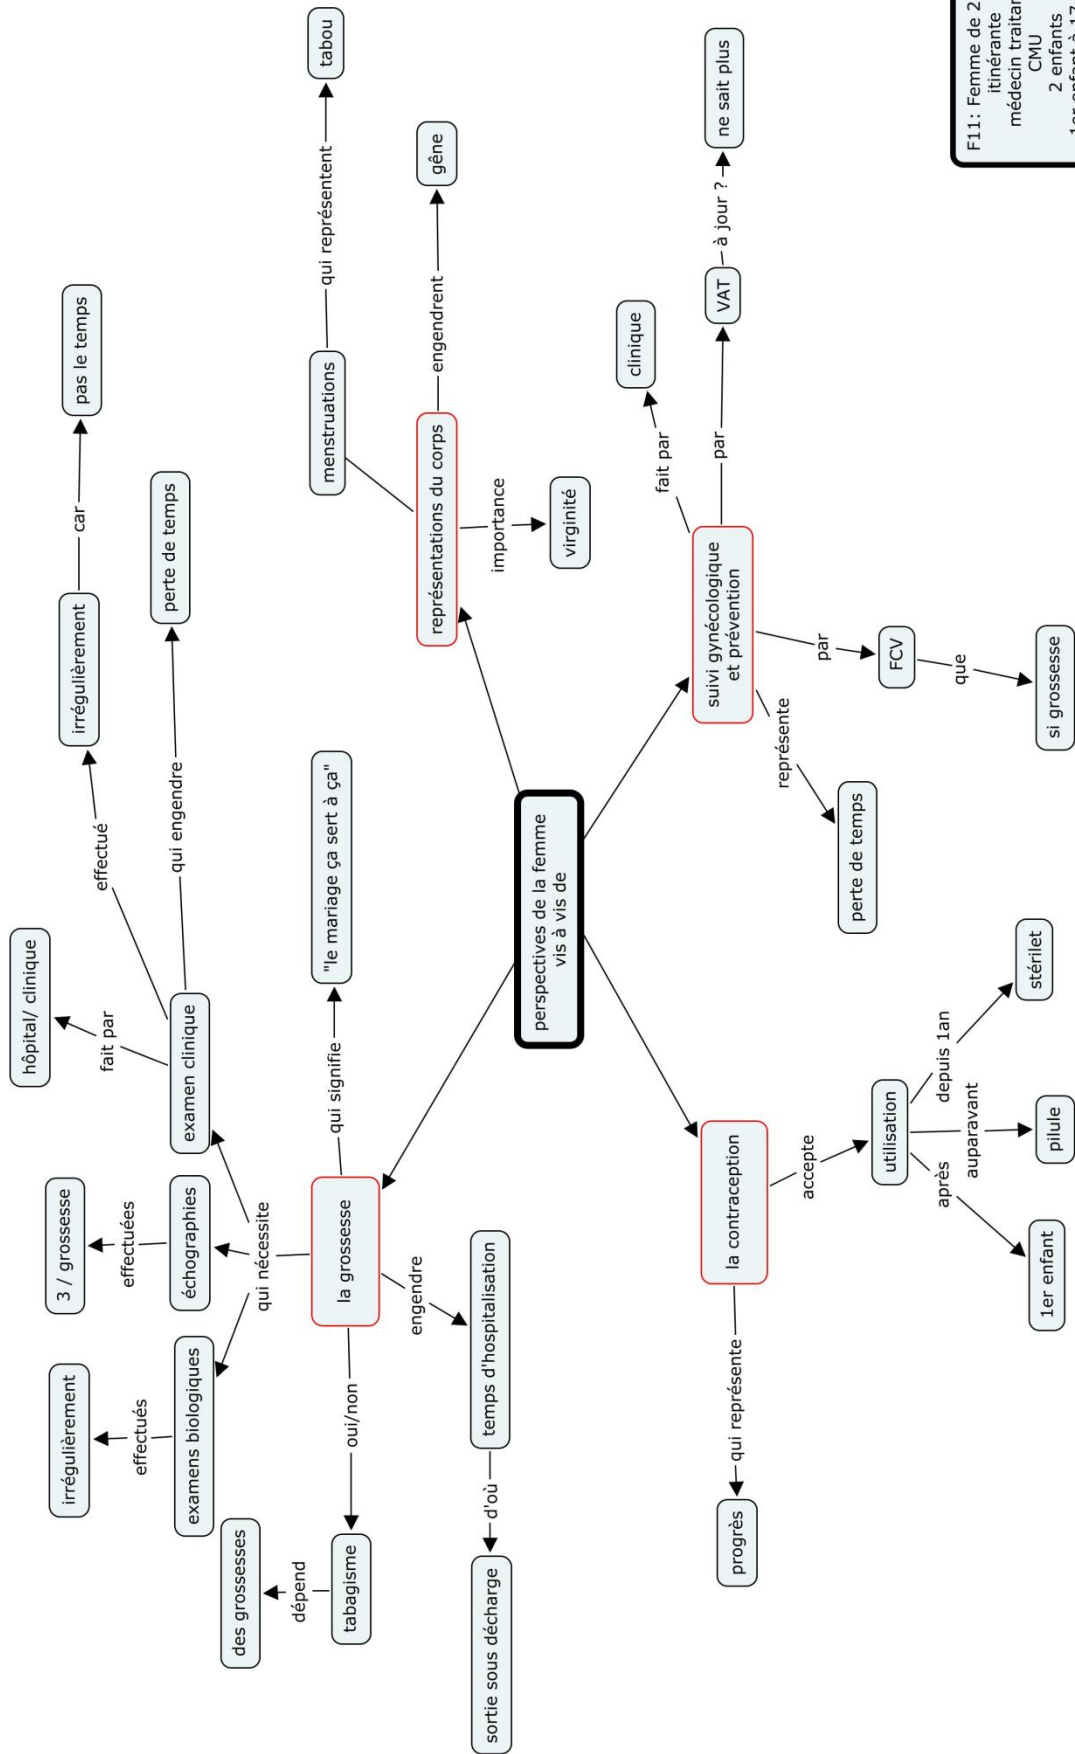 tabou
qui représentent
menstruations
gêne
engendrent
représentations du corps
importance
virginité
pas le temps
car
irrégulièrement
effectué
perte de temps
qui engendre
hôpital/ clinique
fait par
examen clinique
3 / grossesse
effectuées
échographies
irrégulièrement
effectués
examens biologiques
qui nécessite
"le mariage ça sert à ça"
qui signifie
la grossesse
oui/non
tabagisme
dépend
des grossesses
engendre
temps d'hospitalisation
d'où
sortie sous décharge
perspectives de la femme
vis à vis de
ne sait plus
à jour ?
VAT
par
clinique
fait par
suivi gynécologique
et prévention
par
FCV
que
si grossesse
représente
perte de temps
la contraception
accepte
utilisation
depuis 1an
stérilet
auparavant
pilule
après
1er enfant
qui représente
progrès
F11: Femme de 2
itinérante
médecin traitan
CMU
2 enfants